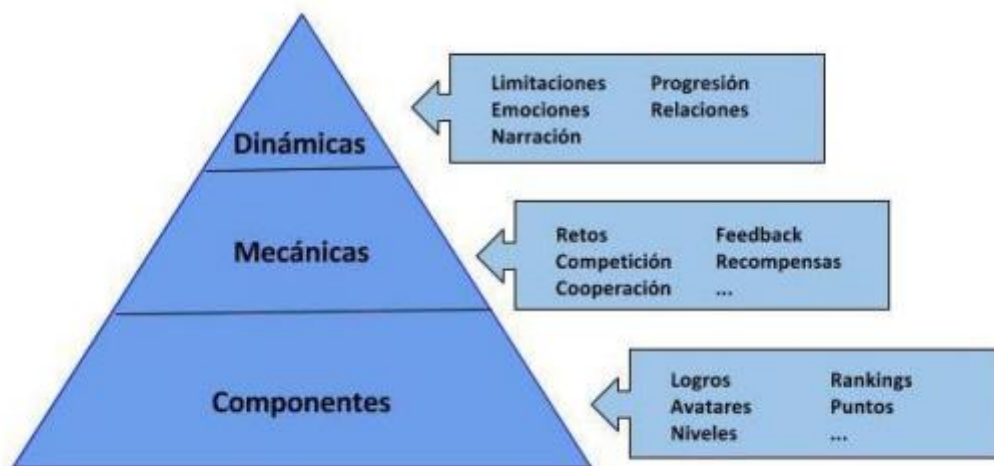 Dinámicas
Limitaciones Progresión
Emociones Relaciones
Narración
Mecánicas
Retos Feedback
Competición Recompensas
Cooperación ...
Componentes
Logros Rankings
Avatares Puntos
Niveles ...